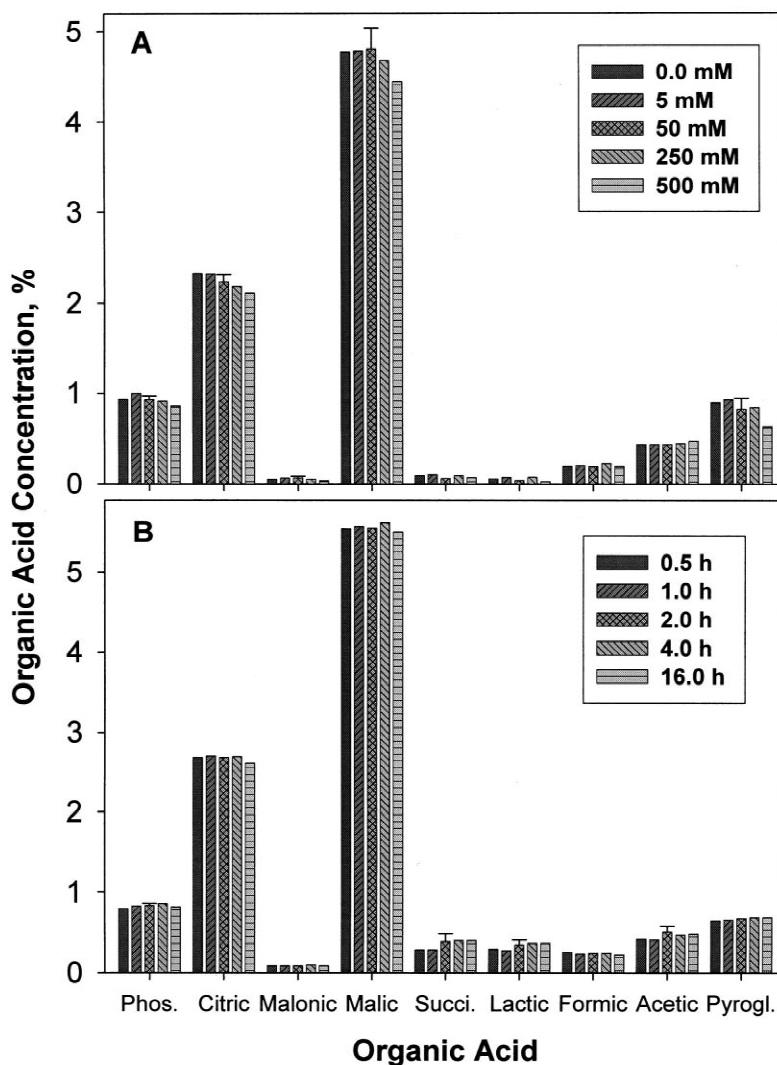 A
0.0 mM
5 mM
50 mM
250 mM
500 mM
5
4
3
2
1
0
Organic Acid Concentration, %
B
0.5 h
1.0 h
2.0 h
4.0 h
16.0 h
5
4
3
2
1
0
Phos. Citric Malonic Malic Succi. Lactic Formic Acetic Pyrogl.
Organic Acid